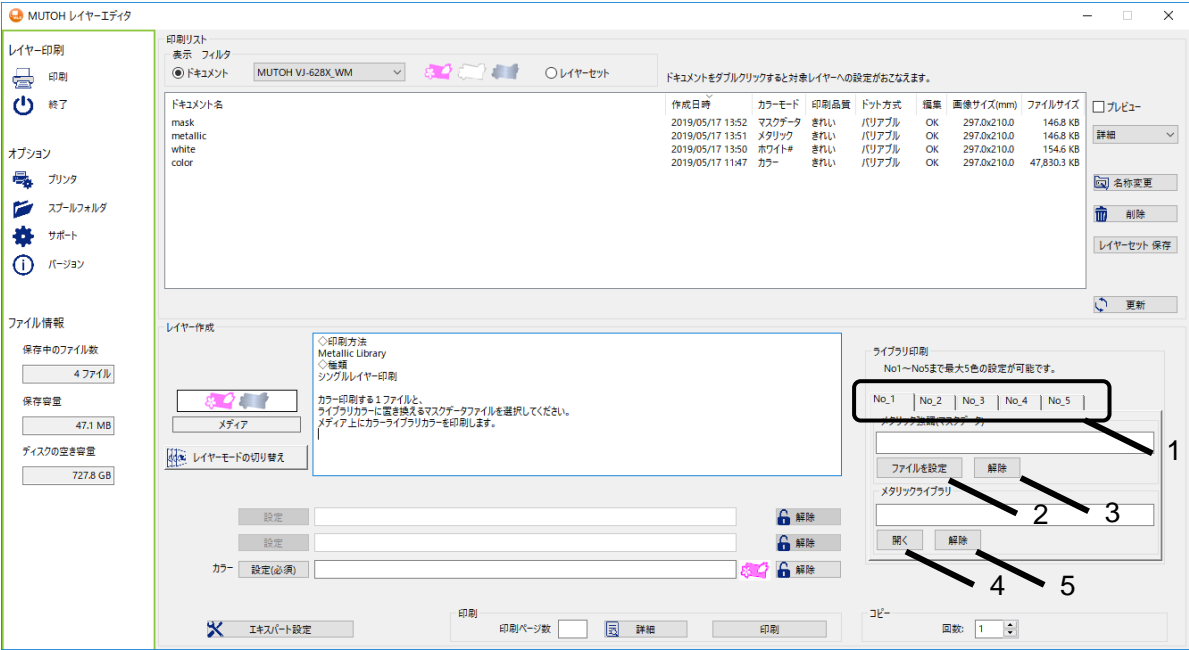 MUTOH レイヤーエディタ
レイヤー印刷
印刷
終了
オプション
プリンタ
スプールフォルダ
サポート
バージョン
ファイル情報
保存中のファイル数
4 ファイル
保存容量
47.1 MB
ディスクの空き容量
727.8 GB
印刷リスト
表示 フィルタ
ドキュメント
MUTOH VJ-628X_WM
レイヤーセット
ドキュメントをダブルクリックすると対象レイヤーへの設定がおこなえます。
ドキュメント名 作成日時 カラーモード 印刷品質 ドット方式 編集 画像サイズ(mm) ファイルサイズ
mask 2019/05/17 13:52 マスクデータ きれい バリアブル OK 297.0x210.0 146.8 KB
metallic 2019/05/17 13:51 メタリック きれい バリアブル OK 297.0x210.0 146.8 KB
white 2019/05/17 13:50 ホワイト# きれい バリアブル OK 297.0x210.0 154.6 KB
color 2019/05/17 11:47 カラー きれい バリアブル OK 297.0x210.0 47,830.3 KB
プレビュー
詳細
名称変更
削除
レイヤーセット 保存
更新
レイヤー作成
メディア
レイヤーモードの切り替え
◇印刷方法
Metallic Library
◇種類
シングルレイヤー印刷
カラー印刷する１ファイルと、
ライブラリカラーに置き換えるマスクデータファイルを選択してください。
メディア上にカラーライブラリカラーを印刷します。
設定 解除
設定 解除
カラー 設定(必須) 解除
ライブラリ印刷
No1～No5まで最大5色の設定が可能です。
No_1 No_2 No_3 No_4 No_5
1
メタリック強調(マスクデータ)
ファイルを設定 解除
2 3
メタリックライブラリ
開く 解除
4 5
エキスパート設定
印刷
印刷ページ数 詳細 印刷
コピー
回数: 1